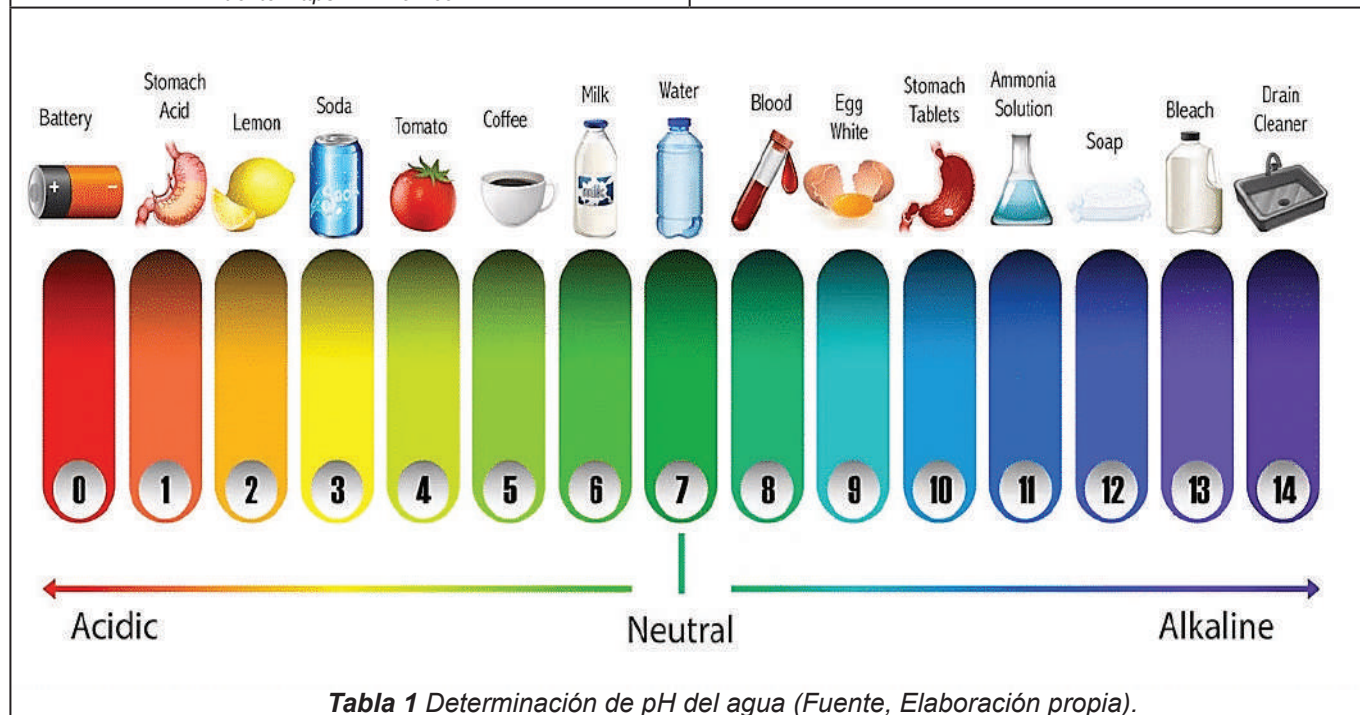 Battery
Stomach
Acid
Lemon
Soda
Tomato
Coffee
Milk
Water
Blood
Egg
White
Stomach
Tablets
Ammonia
Solution
Soap
Bleach
Drain
Cleaner
+
-
milk
0 1 2 3 4 5 6 7 8 9 10 11 12 13 14
Acidic
Neutral
Alkaline
Tabla 1 Determinación de pH del agua (Fuente, Elaboración propia).